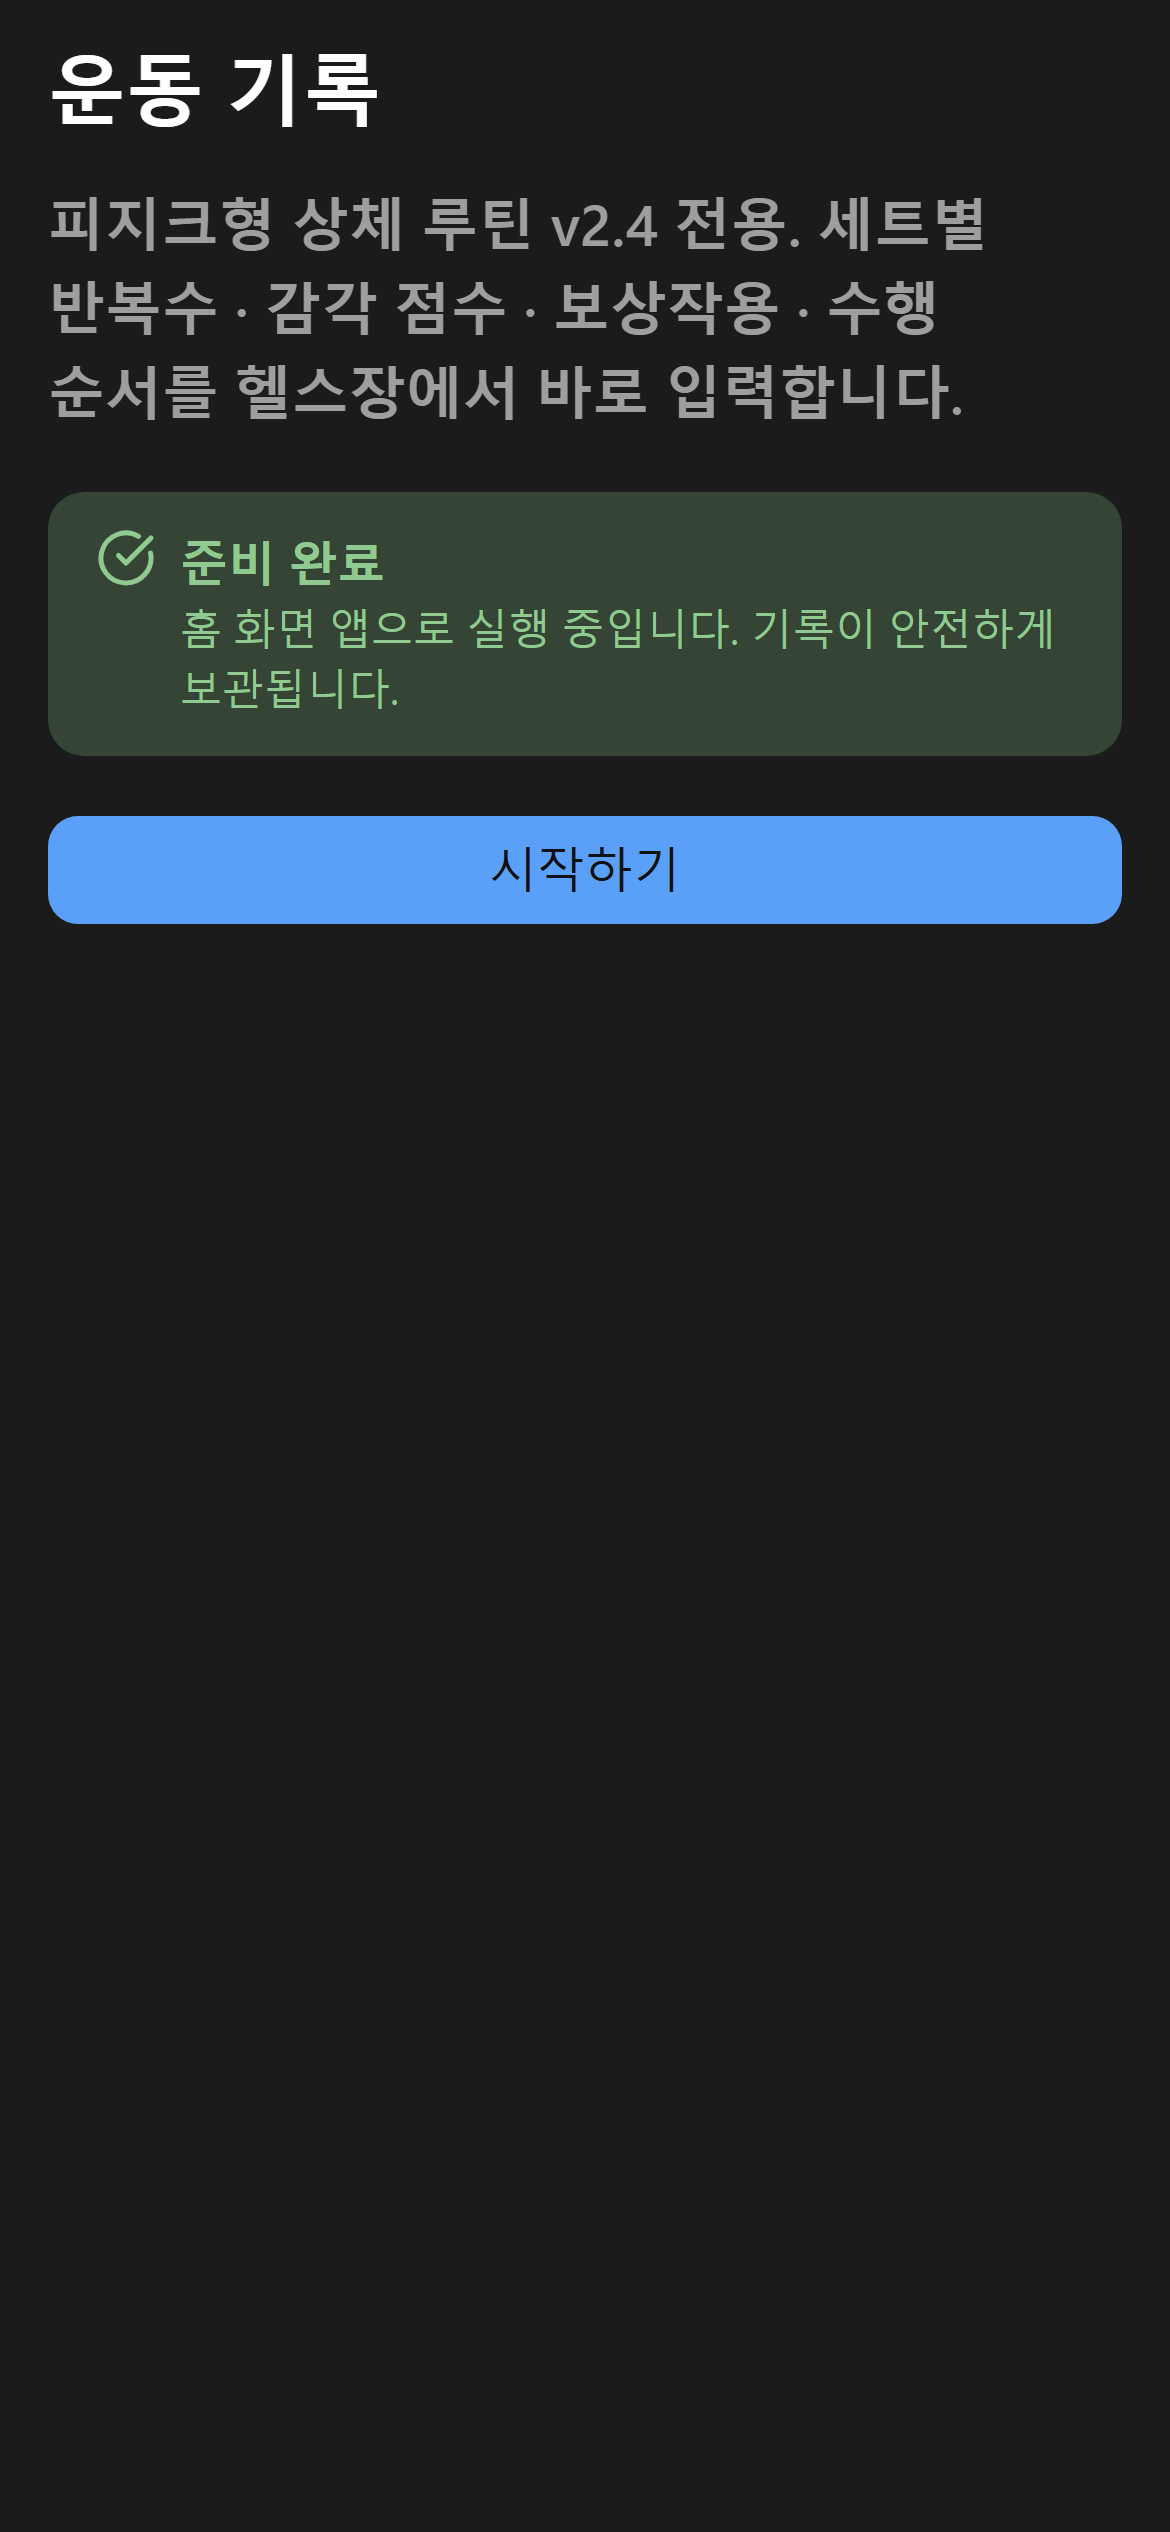 운동 기록
피지크형 상체 루틴 v2.4 전용. 세트별
반복수 · 감각 점수 · 보상작용 · 수행
순서를 헬스장에서 바로 입력합니다.
준비 완료
홈 화면 앱으로 실행 중입니다. 기록이 안전하게
보관됩니다.
시작하기